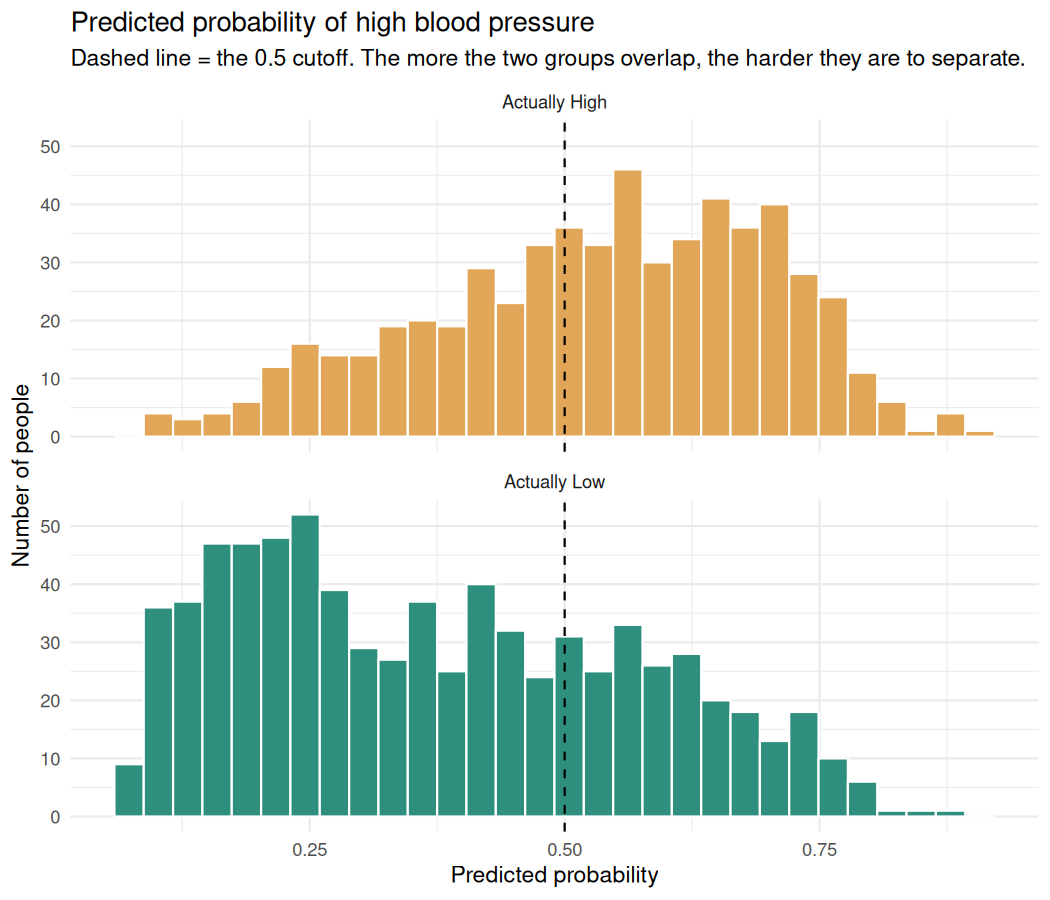 Predicted probability of high blood pressure
Dashed line = the 0.5 cutoff. The more the two groups overlap, the harder they are to separate.
Actually High
50
40
30
20
10
0
Number of people
Actually Low
50
40
30
20
10
0
0.25 0.50 0.75
Predicted probability